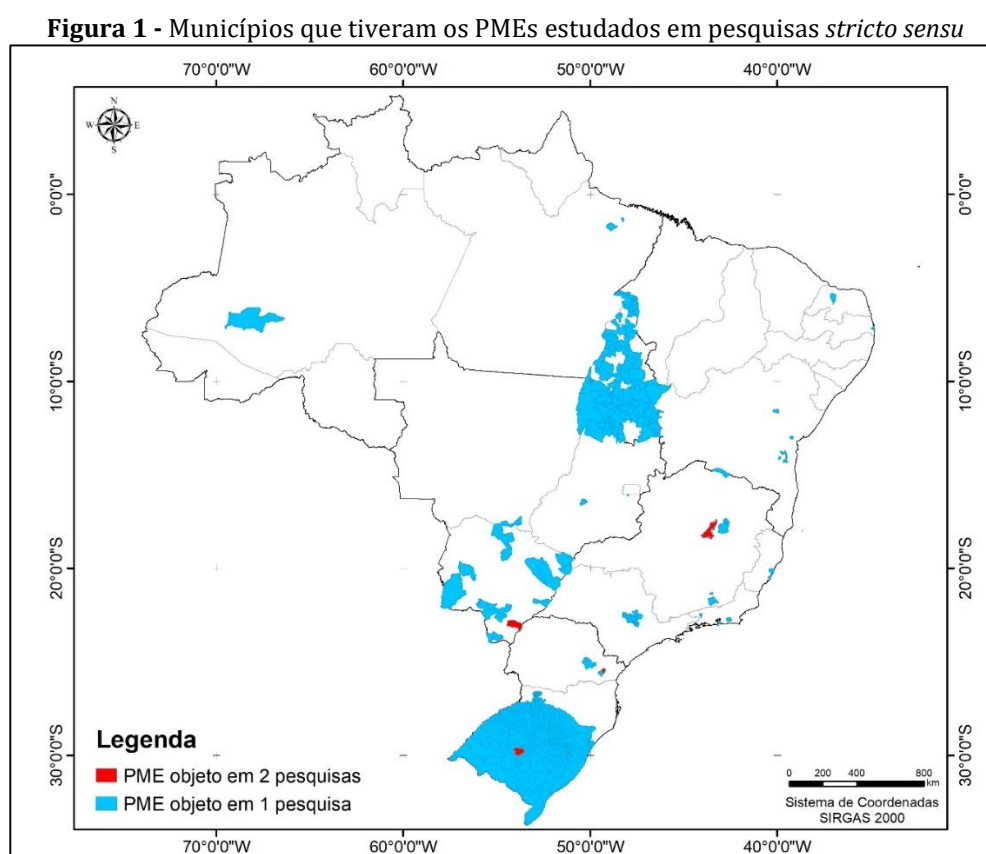 Figura 1 - Municípios que tiveram os PMEs estudados em pesquisas stricto sensu
70°0'0"W 60°0'0"W 50°0'0"W 40°0'0"W
N
W E
S
0°0'0" 0°0'0"
10°0'0"S 10°0'0"S
20°0'0"S 20°0'0"S
30°0'0"S 30°0'0"S
Legenda
PME objeto em 2 pesquisas
PME objeto em 1 pesquisa
0 200 400 800
km
Sistema de Coordenadas
SIRGAS 2000
70°0'0"W 60°0'0"W 50°0'0"W 40°0'0"W